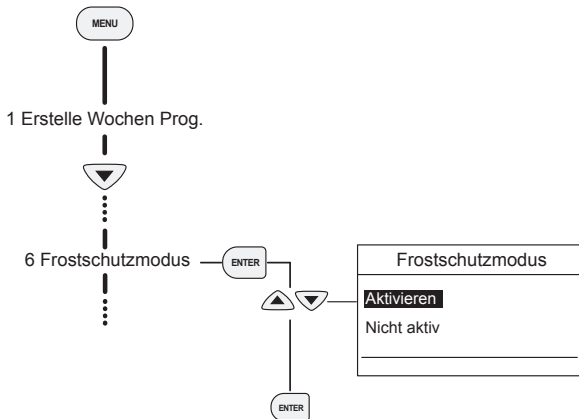 MENU
1 Erstelle Wochen Prog.
6 Frostschutzmodus
ENTER
Frostschutzmodus
Aktivieren
Nicht aktiv
ENTER